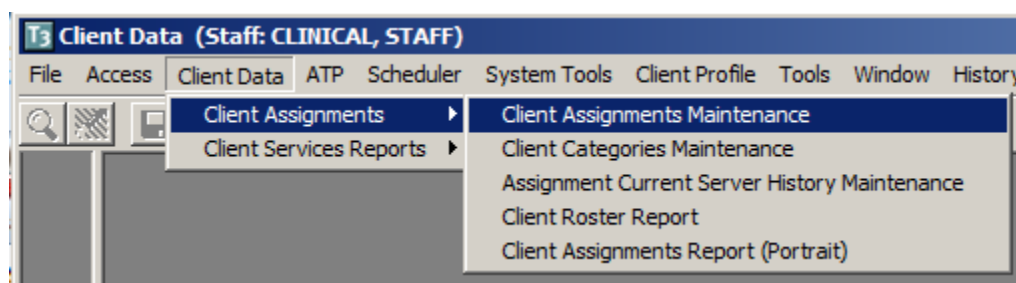 T3 Client Data (Staff: CLINICAL, STAFF)
File Access Client Data ATP Scheduler System Tools Client Profile Tools Window History
Client Assignments
Client Services Reports
Client Assignments Maintenance
Client Categories Maintenance
Assignment Current Server History Maintenance
Client Roster Report
Client Assignments Report (Portrait)